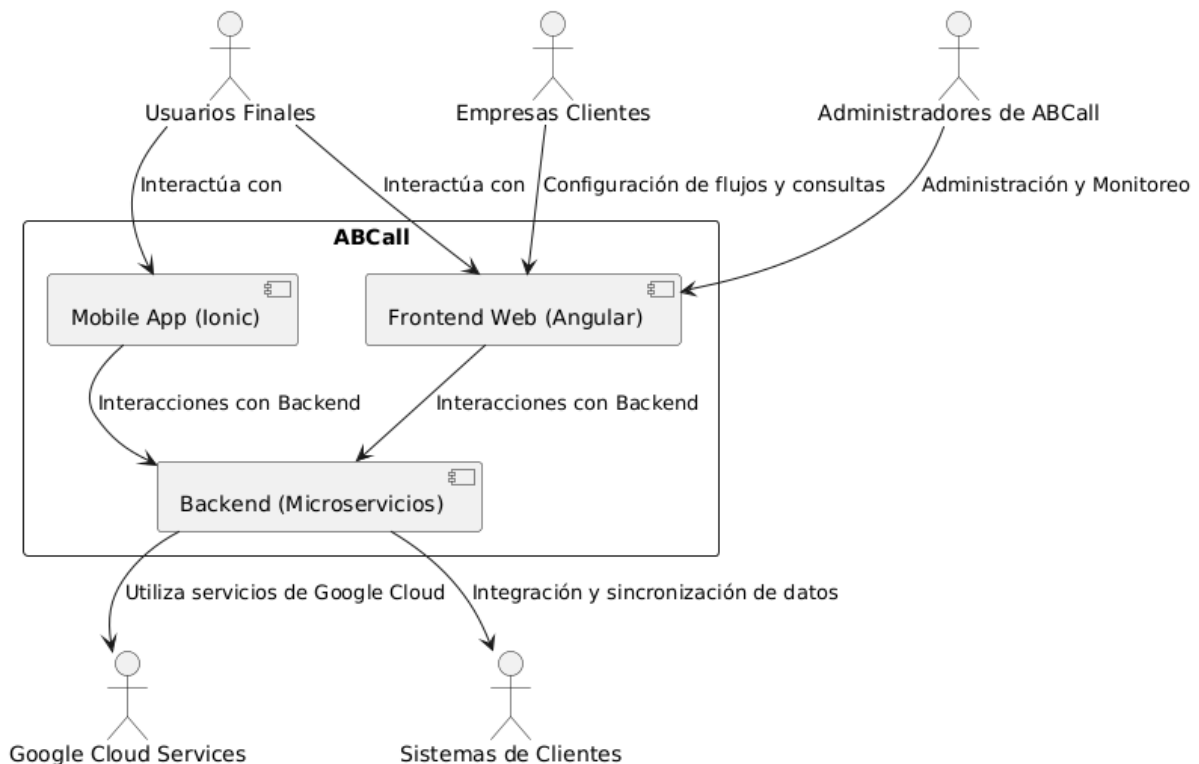 Usuarios Finales
Empresas Clientes
Administradores de ABCall
Interactúa con
Interactúa con
Configuración de flujos y consultas
Administración y Monitoreo
ABCall
Mobile App (Ionic)
Frontend Web (Angular)
Interacciones con Backend
Interacciones con Backend
Backend (Microservicios)
Utiliza servicios de Google Cloud
Integración y sincronización de datos
Google Cloud Services
Sistemas de Clientes